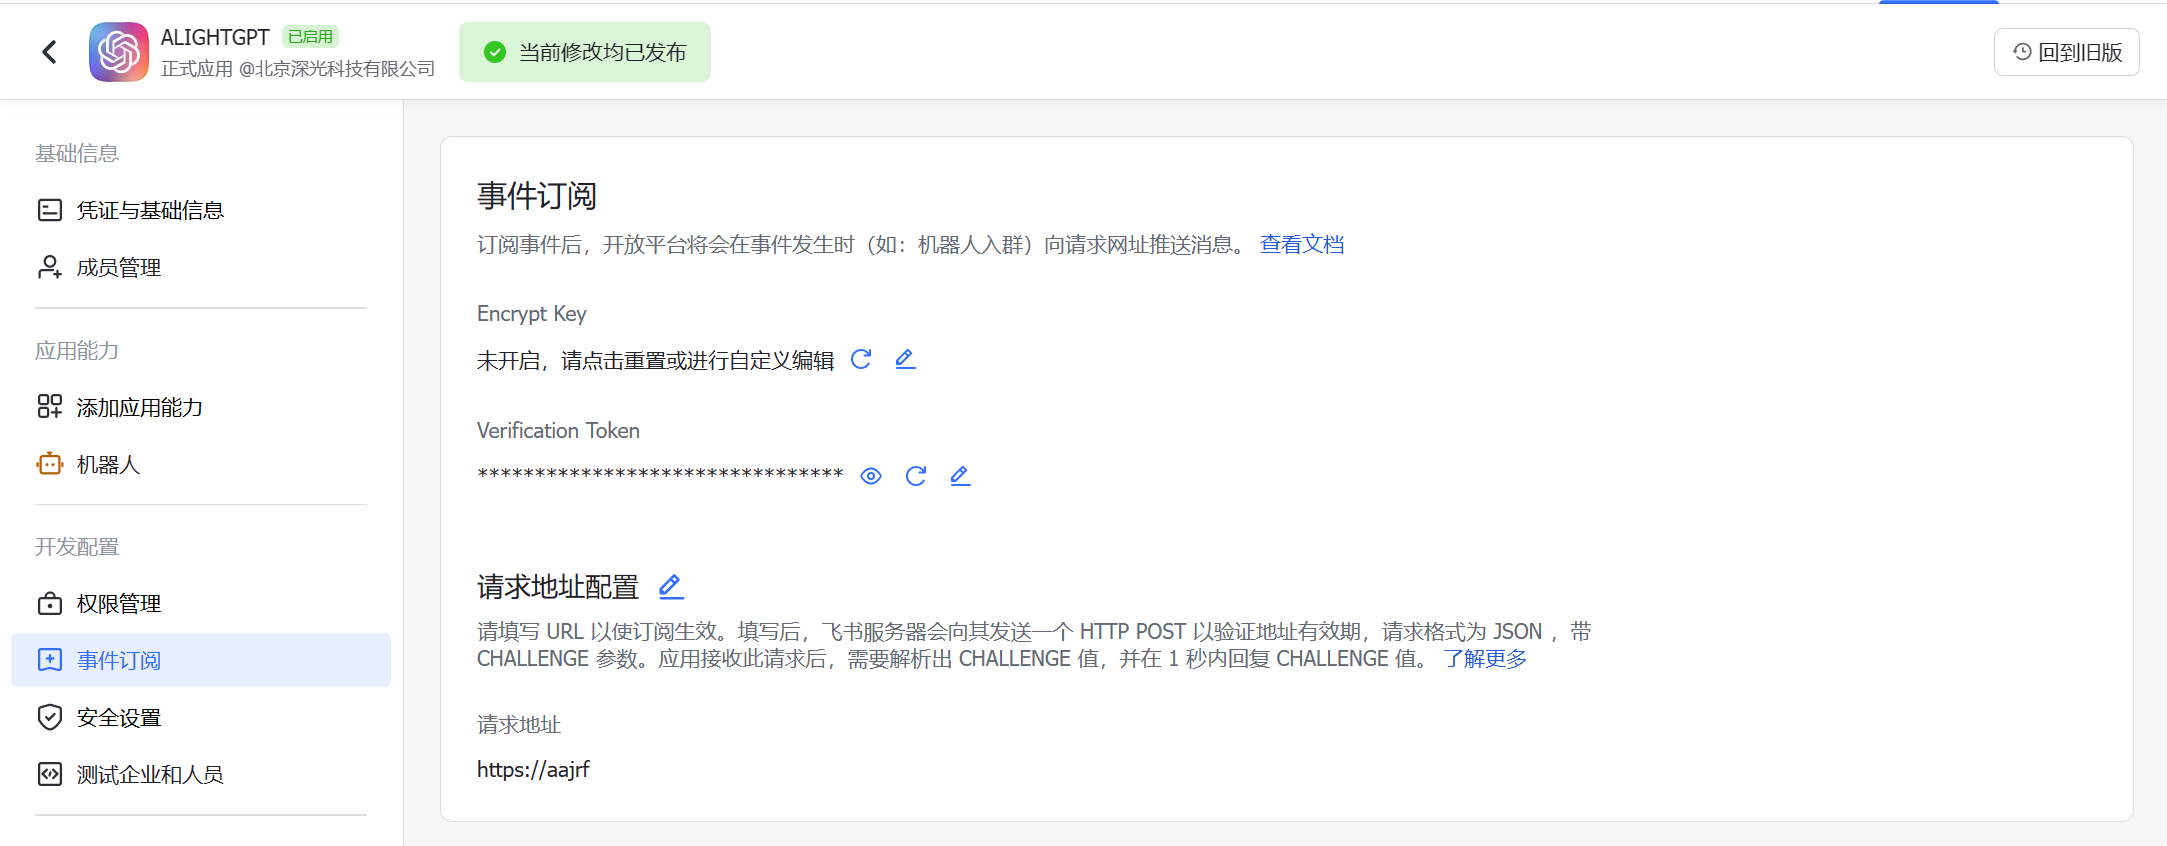 ALIGHTGPT 已启用
正式应用 @北京深光科技有限公司
当前修改均已发布
回到旧版
基础信息
凭证与基础信息
成员管理
应用能力
添加应用能力
机器人
开发配置
权限管理
事件订阅
安全设置
测试企业和人员
事件订阅
订阅事件后，开放平台将会在事件发生时（如：机器人入群）向请求网址推送消息。 查看文档
Encrypt Key
未开启，请点击重置或进行自定义编辑
Verification Token
********************************
请求地址配置
请填写 URL 以使订阅生效。填写后，飞书服务器会向其发送一个 HTTP POST 以验证地址有效期，请求格式为 JSON ，带
CHALLENGE 参数。应用接收此请求后，需要解析出 CHALLENGE 值，并在 1 秒内回复 CHALLENGE 值。 了解更多
请求地址
https://aajrf